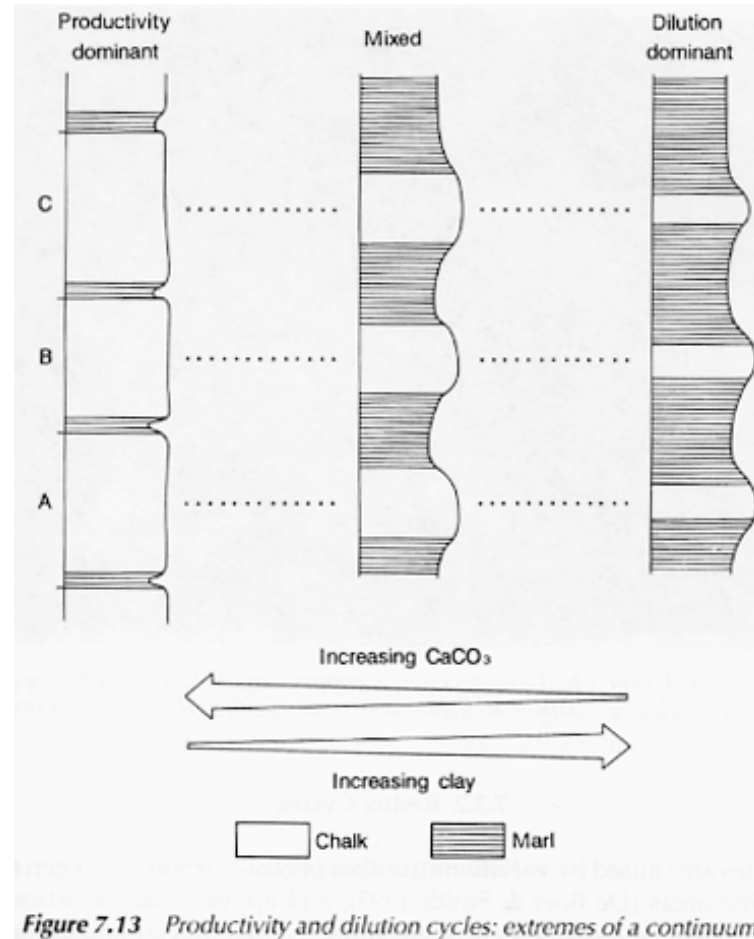 Productivity
dominant
Mixed
Dilution
dominant
C
B
A
Increasing CaCO₃
Increasing clay
Chalk
Marl
Figure 7.13 Productivity and dilution cycles: extremes of a continuum